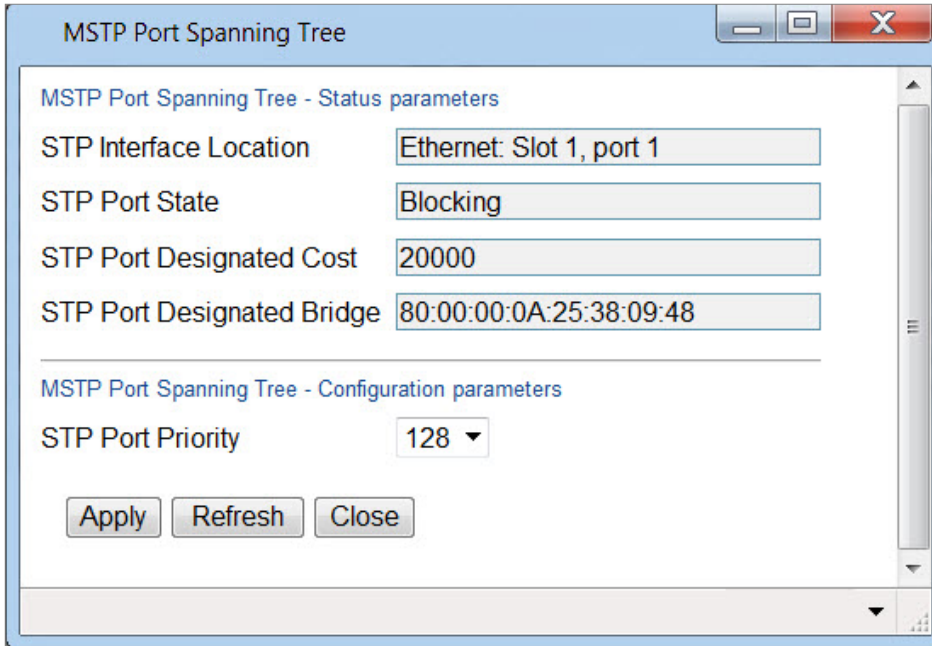 MSTP Port Spanning Tree
MSTP Port Spanning Tree - Status parameters
STP Interface Location Ethernet: Slot 1, port 1
STP Port State Blocking
STP Port Designated Cost 20000
STP Port Designated Bridge 80:00:00:0A:25:38:09:48
MSTP Port Spanning Tree - Configuration parameters
STP Port Priority 128
Apply Refresh Close